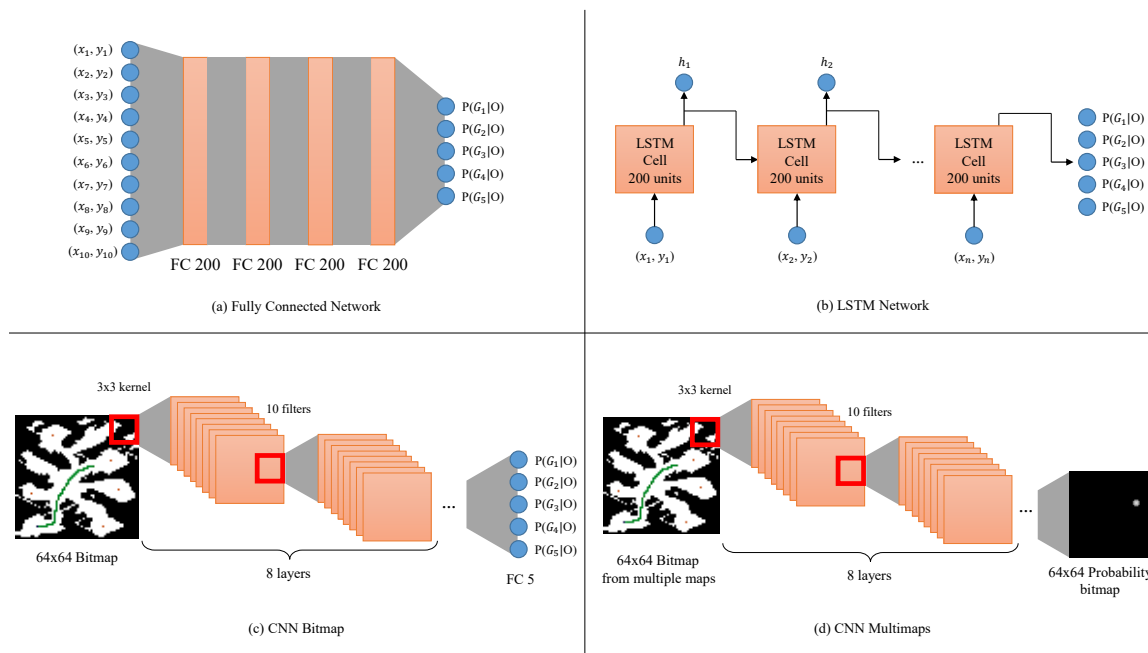 (x₁, y₁)
(x₂, y₂)
(x₃, y₃)
(x₄, y₄)
(x₅, y₅)
(x₆, y₆)
(x₇, y₇)
(x₈, y₈)
(x₉, y₉)
(x₁₀, y₁₀)
FC 200 FC 200 FC 200 FC 200
P(G₁|O)
P(G₂|O)
P(G₃|O)
P(G₄|O)
P(G₅|O)
(a) Fully Connected Network
h₁
h₂
LSTM
Cell
200 units
LSTM
Cell
200 units
...
LSTM
Cell
200 units
(x₁, y₁)
(x₂, y₂)
(xₙ, yₙ)
P(G₁|O)
P(G₂|O)
P(G₃|O)
P(G₄|O)
P(G₅|O)
(b) LSTM Network
3x3 kernel
10 filters
...
P(G₁|O)
P(G₂|O)
P(G₃|O)
P(G₄|O)
P(G₅|O)
64x64 Bitmap
8 layers
FC 5
(c) CNN Bitmap
3x3 kernel
10 filters
...
64x64 Bitmap
from multiple maps
8 layers
64x64 Probability
bitmap
(d) CNN Multimaps